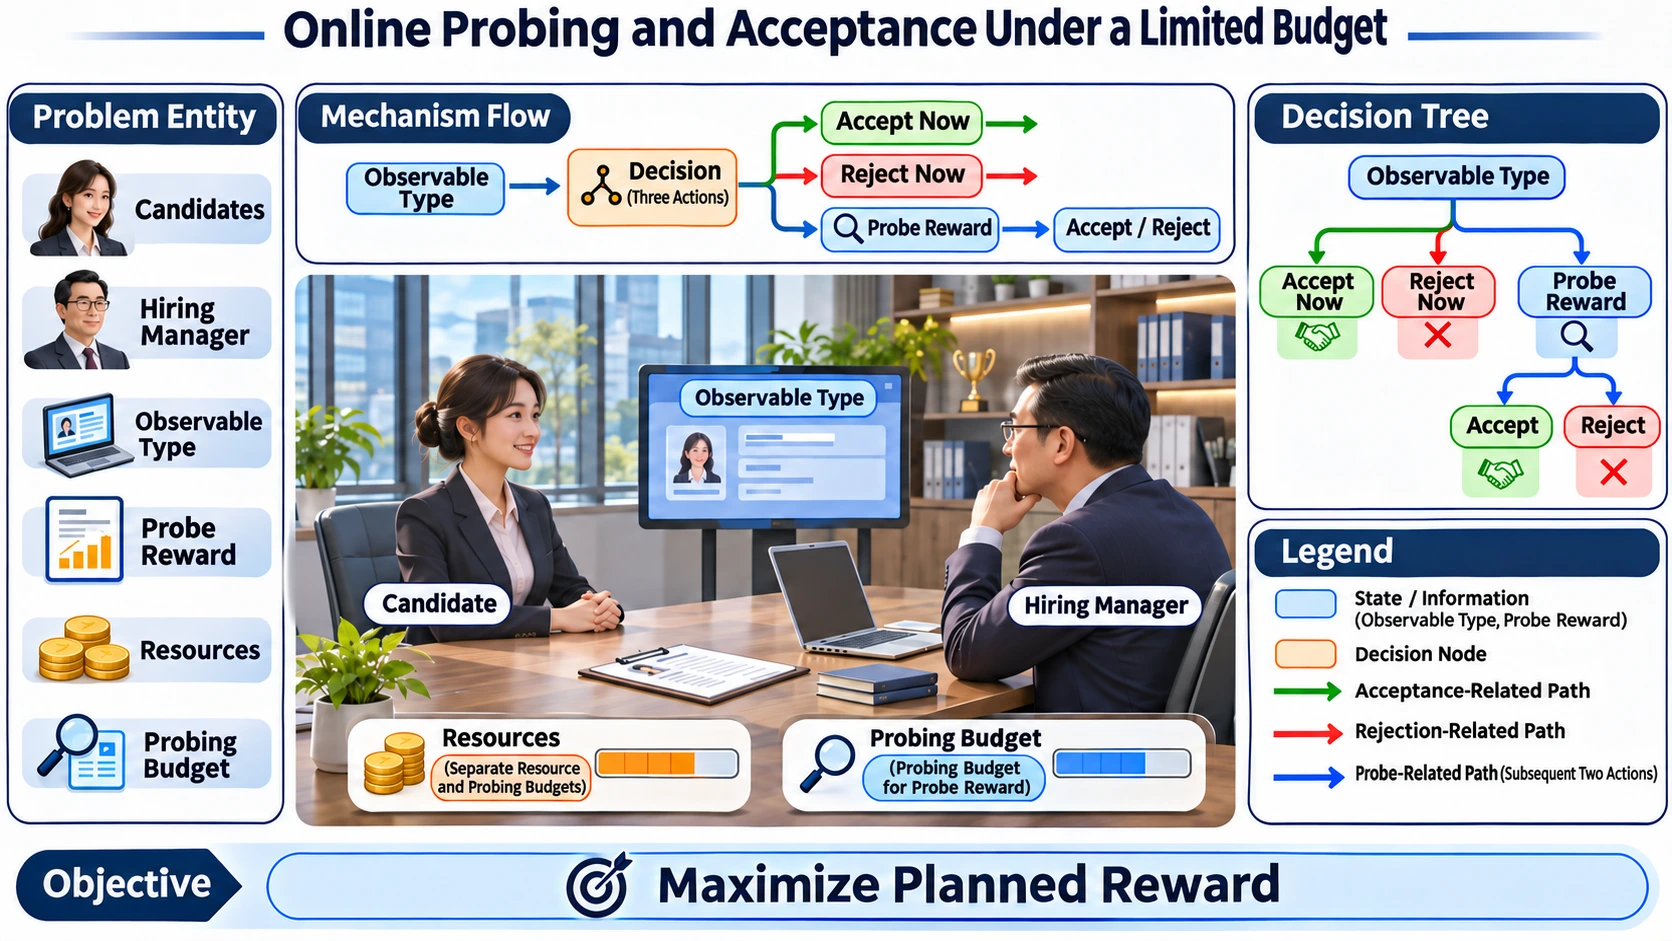 Online Probing and Acceptance Under a Limited Budget
Problem Entity
Candidates
Hiring
Manager
Observable
Type
Probe
Reward
Resources
Probing
Budget
Mechanism Flow
Observable
Type
Decision
(Three Actions)
Accept Now
Reject Now
Probe Reward
Accept / Reject
Observable Type
Candidate
Hiring Manager
Resources
(Separate Resource
and Probing Budgets)
Probing Budget
(Probing Budget
for Probe Reward)
Decision Tree
Observable Type
Accept
Now
Reject
Now
Probe
Reward
Accept
Reject
Legend
State / Information
(Observable Type, Probe Reward)
Decision Node
Acceptance-Related Path
Rejection-Related Path
Probe-Related Path (Subsequent Two Actions)
Objective
Maximize Planned Reward